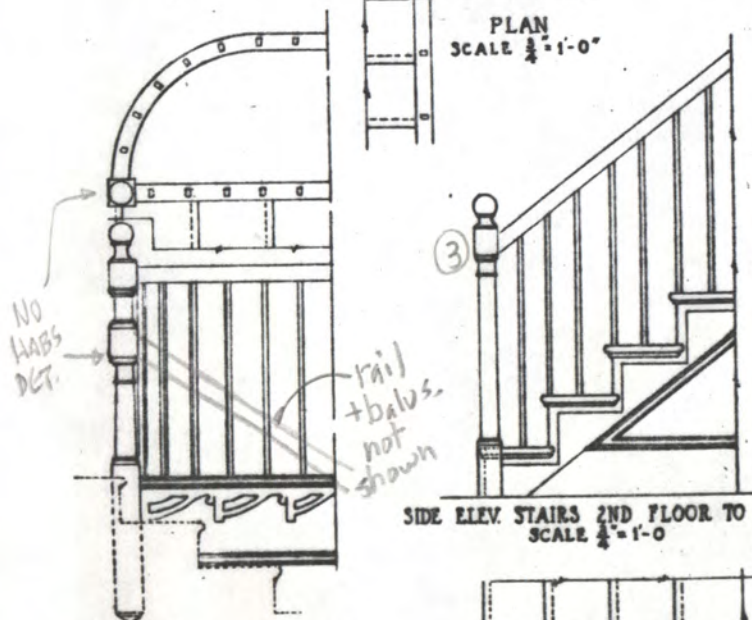 PLAN
SCALE 3/4" = 1'-0"
3
NO
HABS
DET.
rail
+ balus.
not
shown
SIDE ELEV. STAIRS 2ND FLOOR TO
SCALE 3/4" = 1'-0